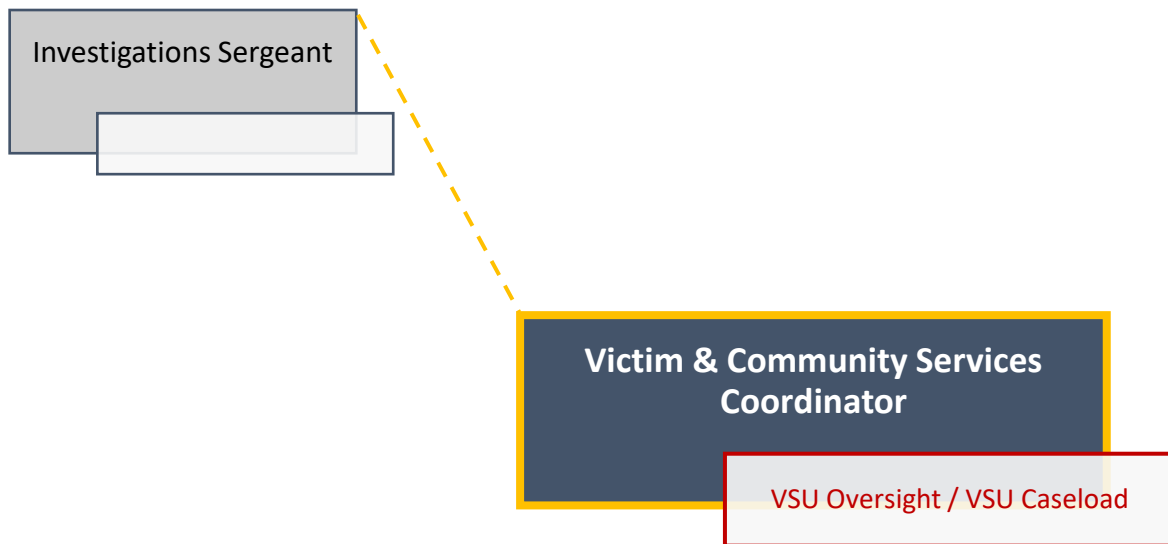 Investigations Sergeant
Victim & Community Services
Coordinator
VSU Oversight / VSU Caseload